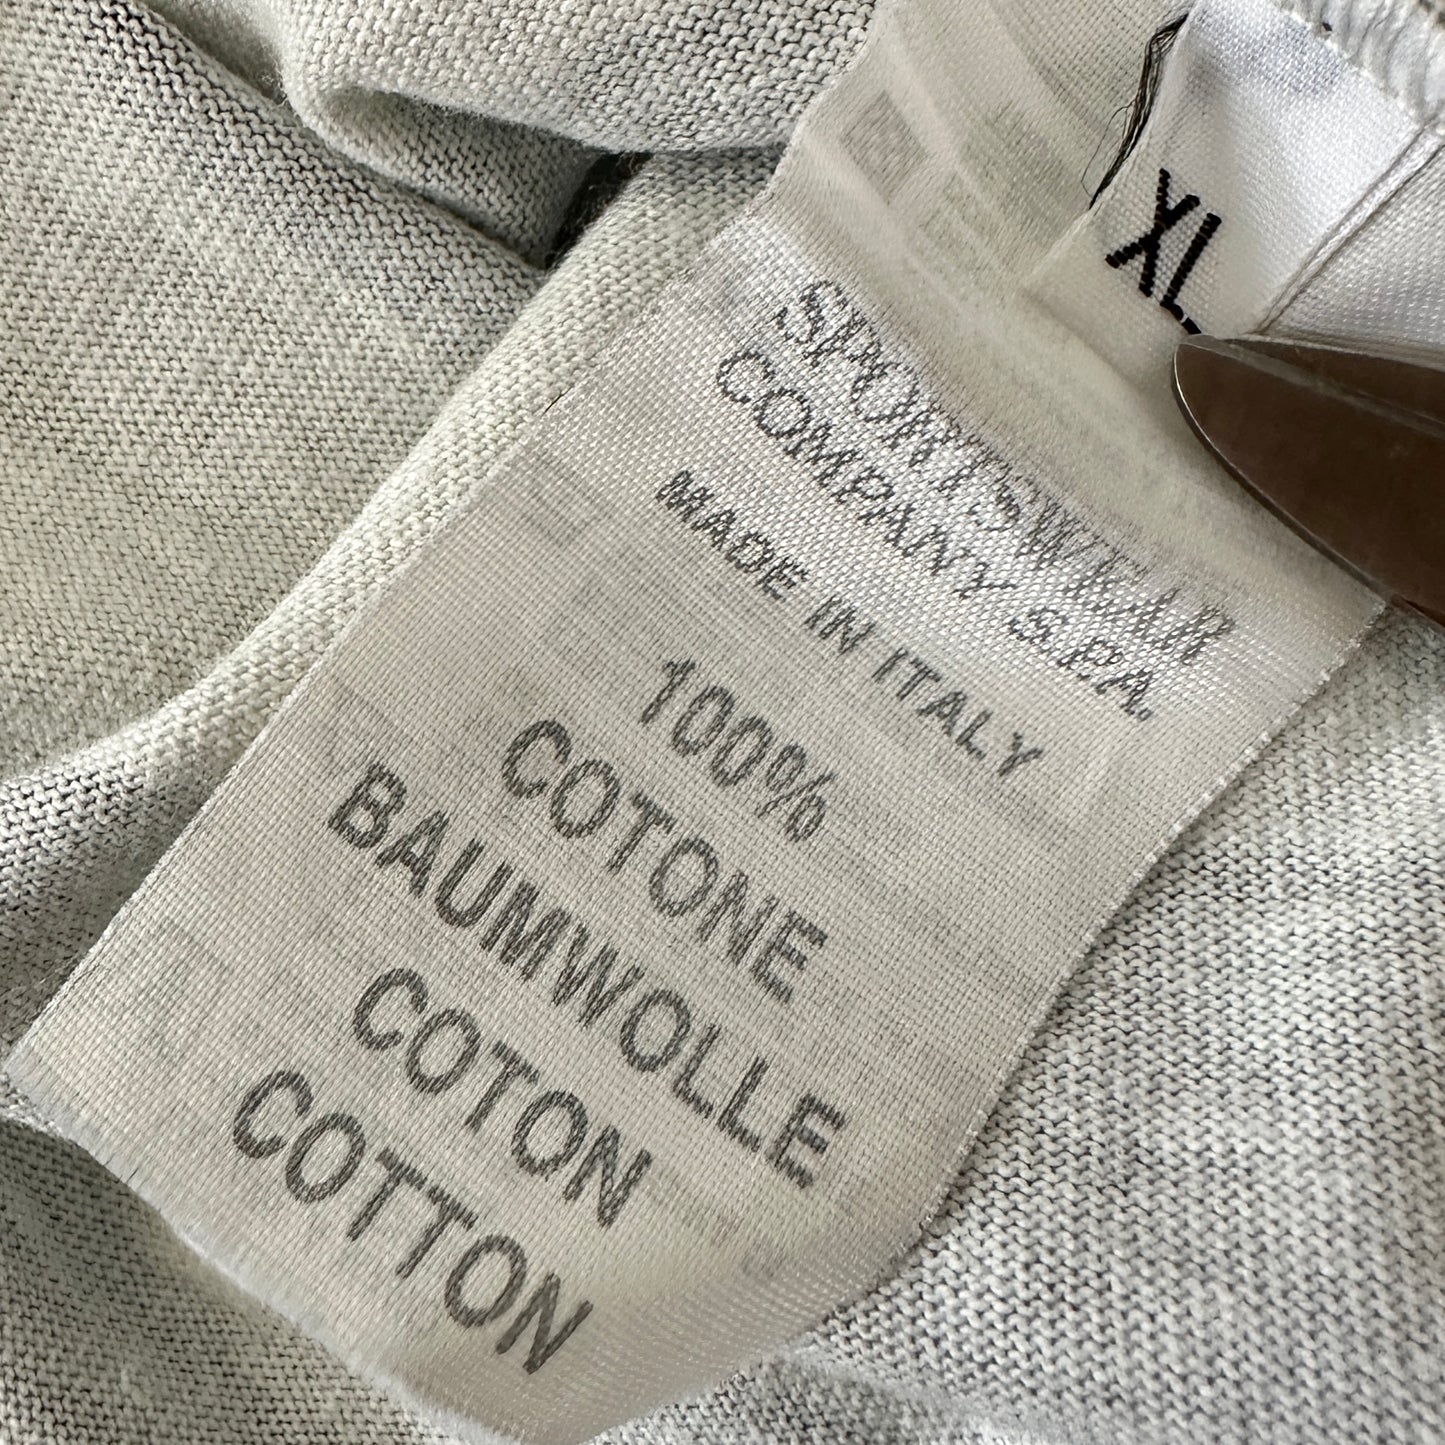 XL
SPORTSWEAR
COMPANY S.P.A.
MADE IN ITALY
100%
COTONE
BAUMWOLLE
COTON
COTTON